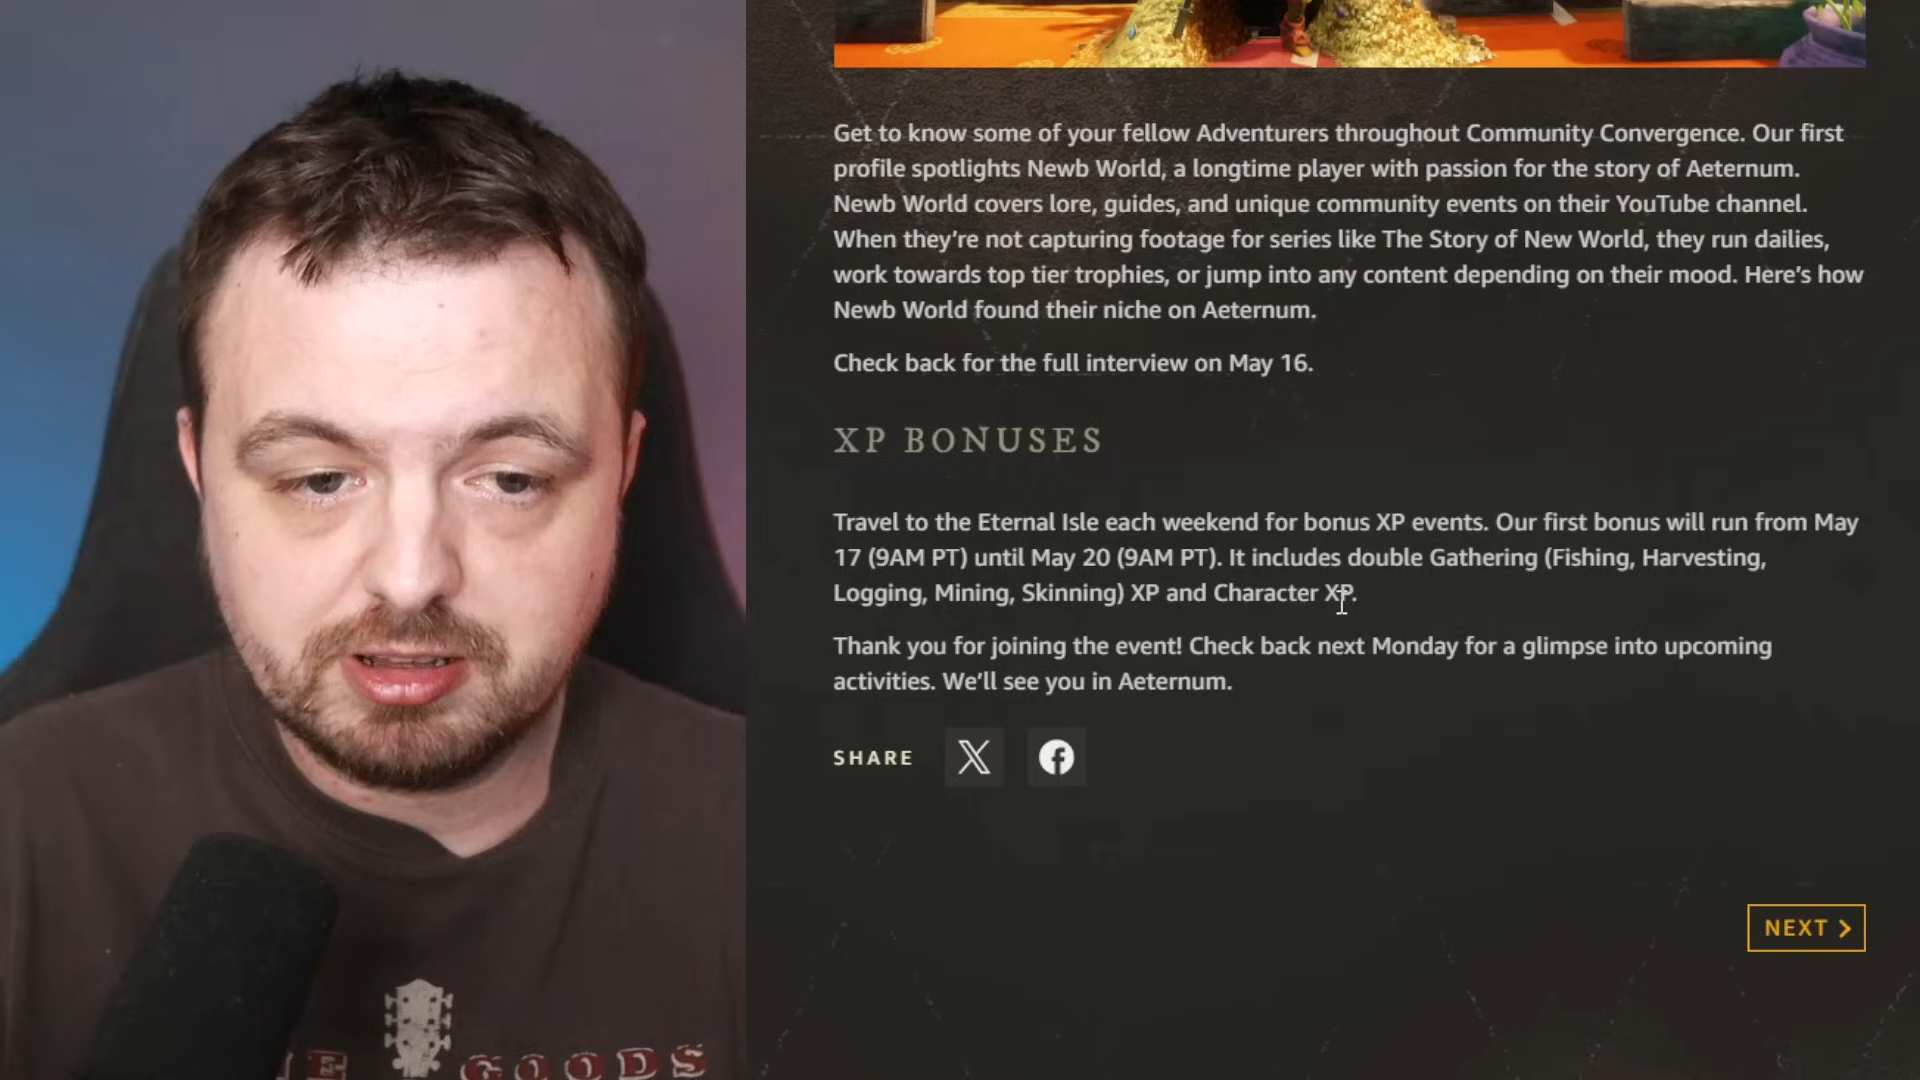 Get to know some of your fellow Adventurers throughout Community Convergence. Our first
profile spotlights Newb World, a longtime player with passion for the story of Aeternum.
Newb World covers lore, guides, and unique community events on their YouTube channel.
When they’re not capturing footage for series like The Story of New World, they run dailies,
work towards top tier trophies, or jump into any content depending on their mood. Here’s how
Newb World found their niche on Aeternum.
Check back for the full interview on May 16.
XP BONUSES
Travel to the Eternal Isle each weekend for bonus XP events. Our first bonus will run from May
17 (9AM PT) until May 20 (9AM PT). It includes double Gathering (Fishing, Harvesting,
Logging, Mining, Skinning) XP and Character XP.
Thank you for joining the event! Check back next Monday for a glimpse into upcoming
activities. We’ll see you in Aeternum.
SHARE
NEXT >
GOODS